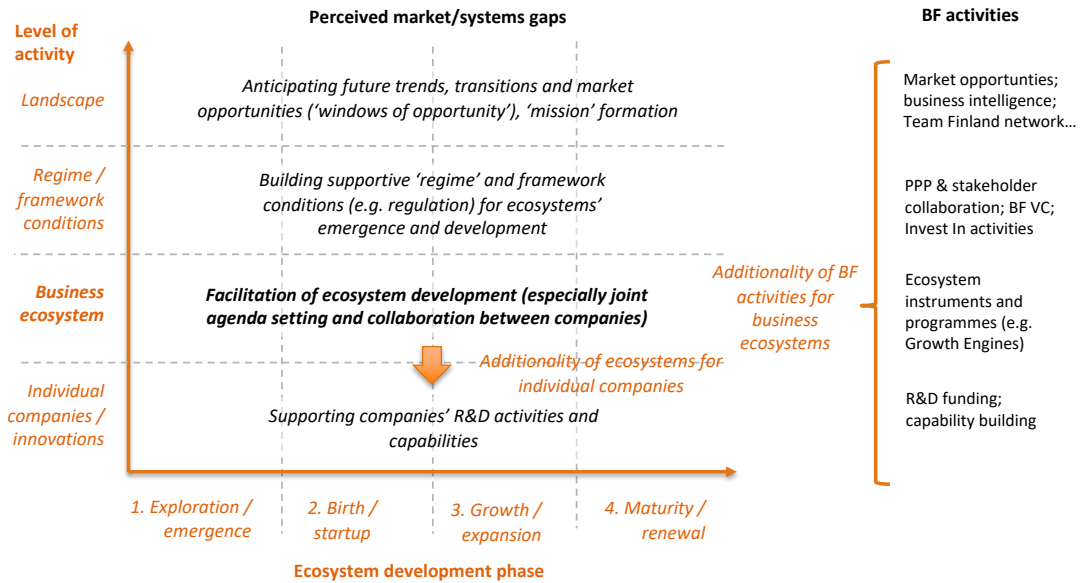 Perceived market/systems gaps
BF activities
Level of
activity
Landscape
Anticipating future trends, transitions and market
opportunities (‘windows of opportunity’), ‘mission’ formation
Market opportunties;
business intelligence;
Team Finland network…
Regime /
framework
conditions
Building supportive ‘regime’ and framework
conditions (e.g. regulation) for ecosystems’
emergence and development
PPP & stakeholder
collaboration; BF VC;
Invest In activities
Business
ecosystem
Facilitation of ecosystem development (especially joint
agenda setting and collaboration between companies)
Additionality of BF
activities for
business
ecosystems
Ecosystem
instruments and
programmes (e.g.
Growth Engines)
Additionality of ecosystems for
individual companies
Individual
companies /
innovations
Supporting companies’ R&D activities and
capabilities
R&D funding;
capability building
1. Exploration /
emergence
2. Birth /
startup
3. Growth /
expansion
4. Maturity /
renewal
Ecosystem development phase